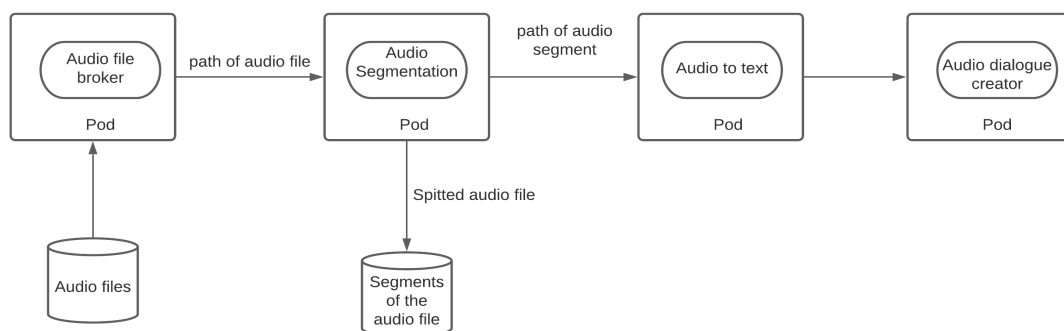 Audio file
broker
Pod
path of audio file
Audio
Segmentation
Pod
path of audio
segment
Audio to text
Pod
Audio dialogue
creator
Pod
Spitted audio file
Audio files
Segments
of the
audio file